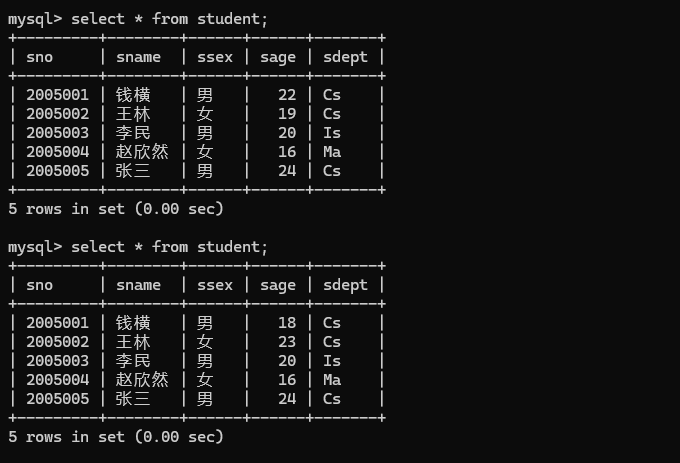 mysql> select * from student;
+---------+--------+------+------+-------+
| sno     | sname  | ssex | sage | sdept |
+---------+--------+------+------+-------+
| 2005001 | 钱横   | 男   |   22 | Cs    |
| 2005002 | 王林   | 女   |   19 | Cs    |
| 2005003 | 李民   | 男   |   20 | Is    |
| 2005004 | 赵欣然 | 女   |   16 | Ma    |
| 2005005 | 张三   | 男   |   24 | Cs    |
+---------+--------+------+------+-------+
5 rows in set (0.00 sec)

mysql> select * from student;
+---------+--------+------+------+-------+
| sno     | sname  | ssex | sage | sdept |
+---------+--------+------+------+-------+
| 2005001 | 钱横   | 男   |   18 | Cs    |
| 2005002 | 王林   | 女   |   23 | Cs    |
| 2005003 | 李民   | 男   |   20 | Is    |
| 2005004 | 赵欣然 | 女   |   16 | Ma    |
| 2005005 | 张三   | 男   |   24 | Cs    |
+---------+--------+------+------+-------+
5 rows in set (0.00 sec)